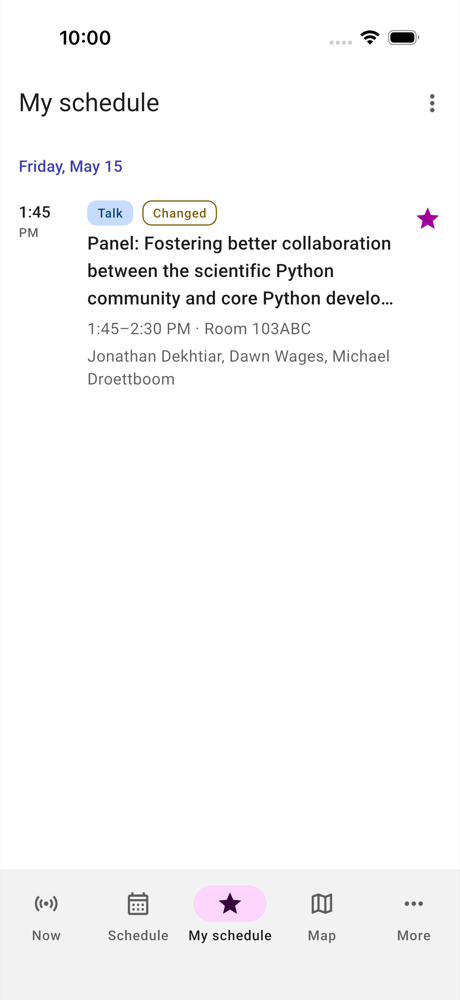 10:00
My schedule
Friday, May 15
1:45
PM
Talk
Changed
Panel: Fostering better collaboration
between the scientific Python
community and core Python develo…
1:45–2:30 PM · Room 103ABC
Jonathan Dekhtiar, Dawn Wages, Michael
Droettboom
Now
Schedule
My schedule
Map
More